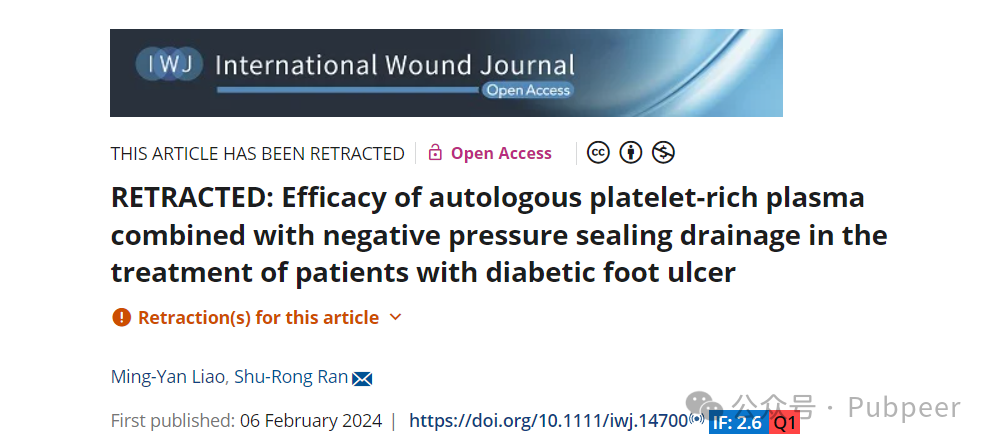 IWJ International Wound Journal
Open Access
THIS ARTICLE HAS BEEN RETRACTED Open Access cc
RETRACTED: Efficacy of autologous platelet-rich plasma
combined with negative pressure sealing drainage in the
treatment of patients with diabetic foot ulcer
Retraction(s) for this article
Ming-Yan Liao, Shu-Rong Ran
First published: 06 February 2024 | https://doi.org/10.1111/iwj.14700 IF: 2.6 Q1
公众号 · Pubpeer